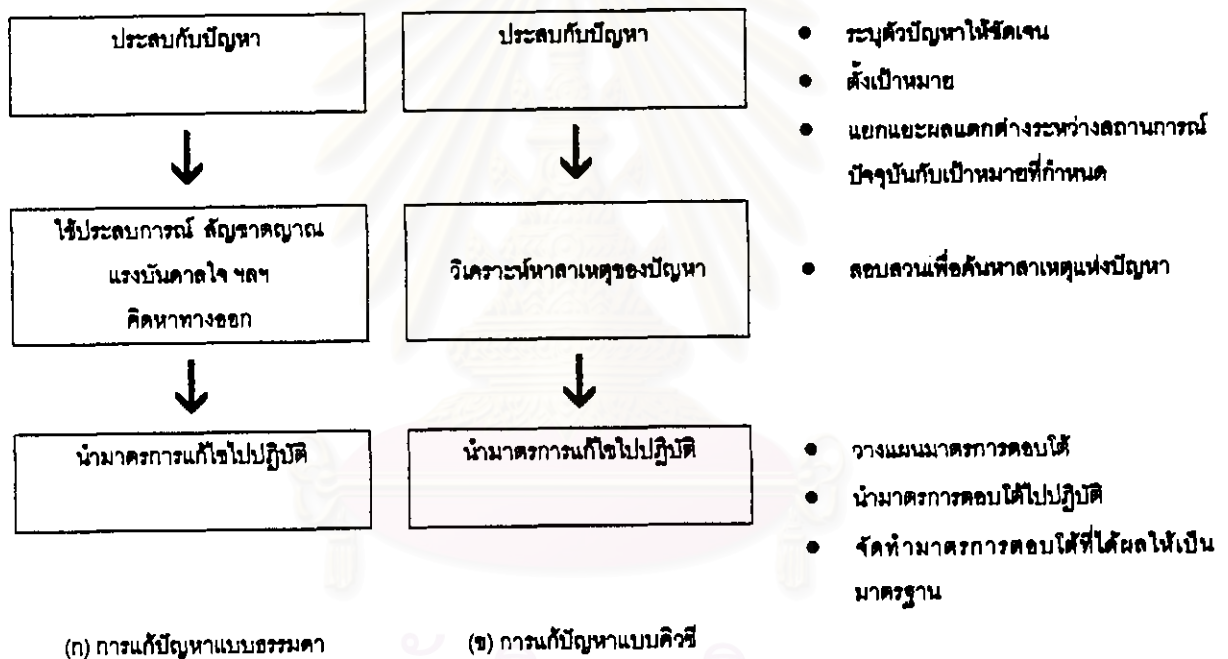 ประสบกับปัญหา
ใช้ประสบการณ์ สัญชาตญาณ
แรงบันดาลใจ ฯลฯ
คิดหาทางออก
นำมาตรการแก้ไขไปปฏิบัติ
(ก) การแก้ปัญหาแบบธรรมดา
ประสบกับปัญหา
วิเคราะห์หาสาเหตุของปัญหา
นำมาตรการแก้ไขไปปฏิบัติ
(ข) การแก้ปัญหาแบบคิวซี
● ระบุตัวปัญหาให้ชัดเจน
● ตั้งเป้าหมาย
● แยกแยะผลแตกต่างระหว่างสถานการณ์
ปัจจุบันกับเป้าหมายที่กำหนด
● สอบสวนเพื่อค้นหาสาเหตุแห่งปัญหา
● วางแผนมาตรการตอบโต้
● นำมาตรการตอบโต้ไปปฏิบัติ
● จัดทำมาตรการตอบโต้ที่ได้ผลให้เป็น
มาตรฐาน